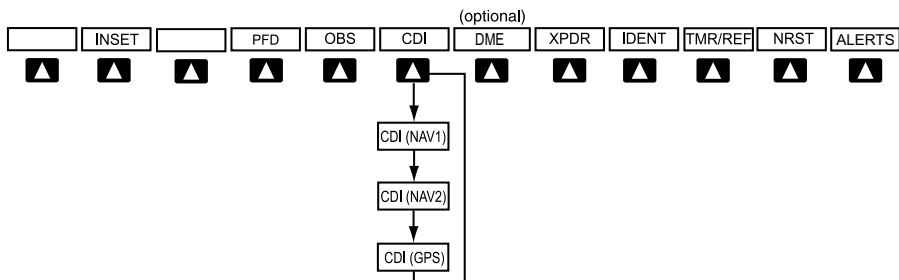 (optional)
INSET PFD OBS CDI DME XPDR IDENT TMR/REF NRST ALERTS
CDI (NAV1)
CDI (NAV2)
CDI (GPS)